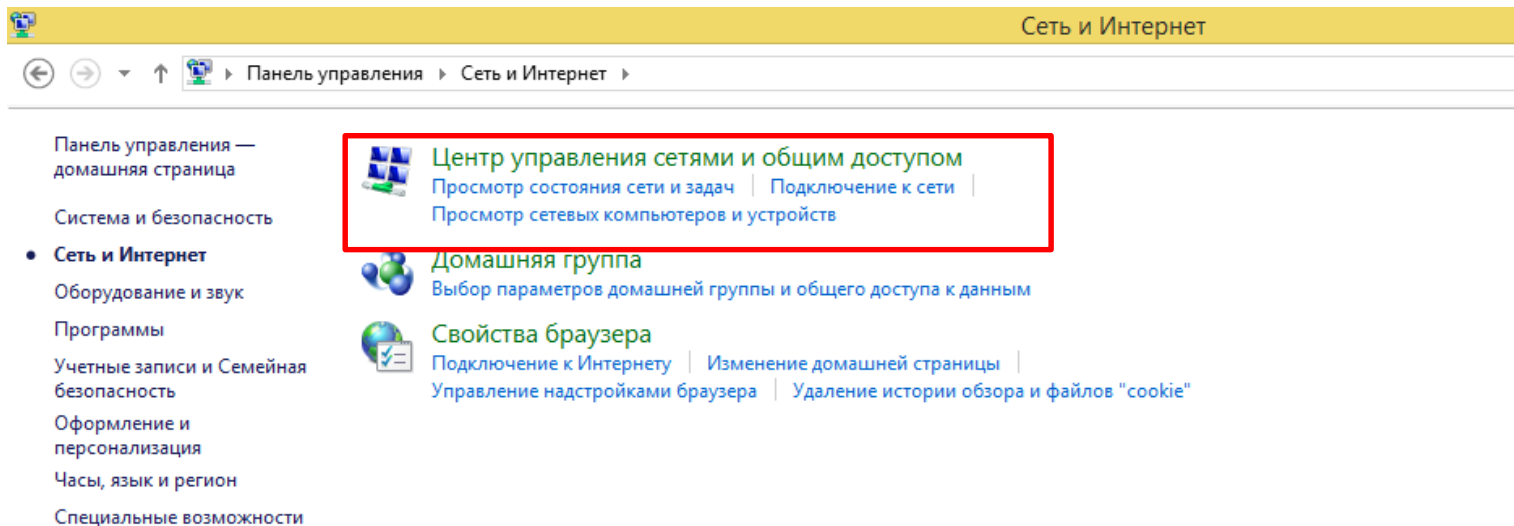 Сеть и Интернет
Панель управления Сеть и Интернет
Панель управления —
домашняя страница
Система и безопасность
Сеть и Интернет
Оборудование и звук
Программы
Учетные записи и Семейная
безопасность
Оформление и
персонализация
Часы, язык и регион
Специальные возможности
Центр управления сетями и общим доступом
Просмотр состояния сети и задач Подключение к сети
Просмотр сетевых компьютеров и устройств
Домашняя группа
Выбор параметров домашней группы и общего доступа к данным
Свойства браузера
Подключение к Интернету Изменение домашней страницы
Управление надстройками браузера Удаление истории обзора и файлов "cookie"